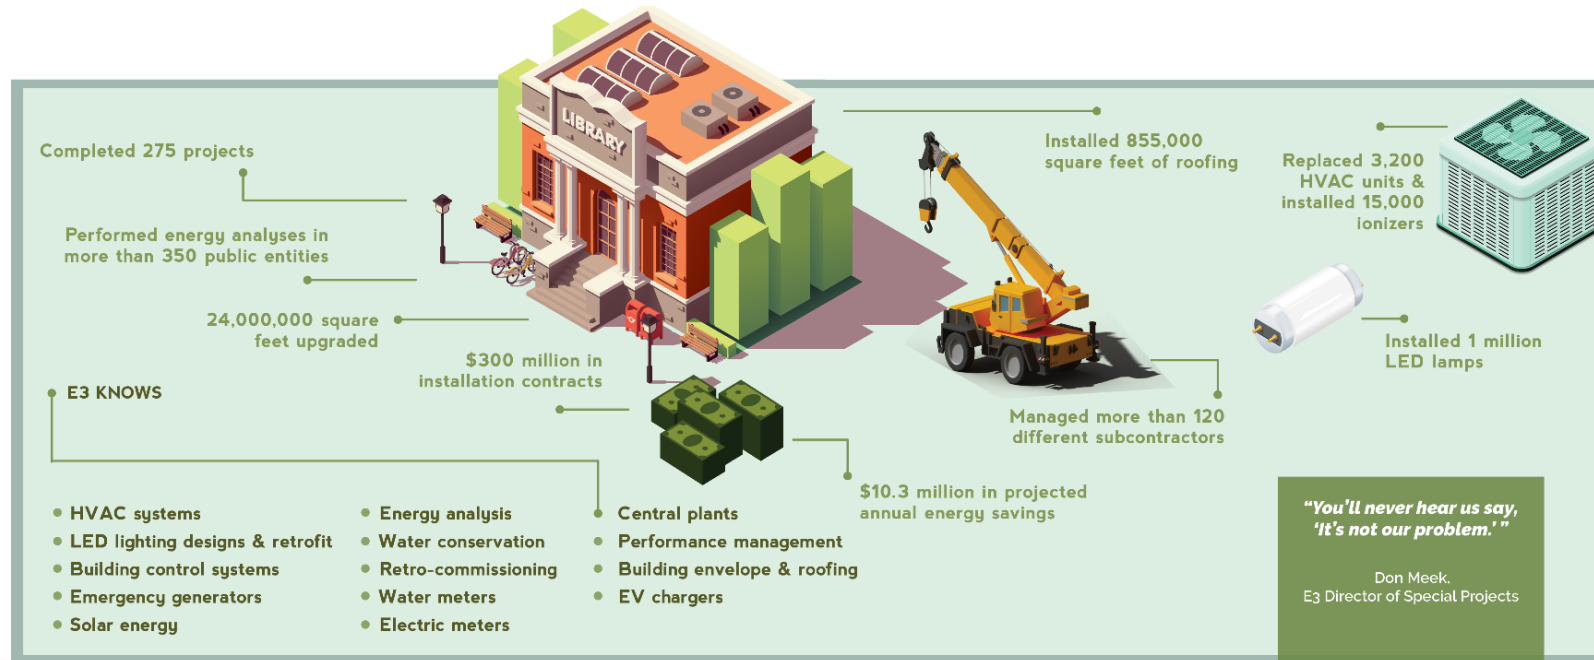 LIBRARY
Completed 275 projects
Performed energy analyses in
more than 350 public entities
24,000,000 square
feet upgraded
$300 million in
installation contracts
$10.3 million in projected
annual energy savings
Installed 855,000
square feet of roofing
Managed more than 120
different subcontractors
Replaced 3,200
HVAC units &
installed 15,000
ionizers
Installed 1 million
LED lamps
E3 KNOWS
HVAC systems
LED lighting designs & retrofit
Building control systems
Emergency generators
Solar energy
Energy analysis
Water conservation
Retro-commissioning
Water meters
Electric meters
Central plants
Performance management
Building envelope & roofing
EV chargers
“You’ll never hear us say,
‘It’s not our problem.’ ”
Don Meek,
E3 Director of Special Projects